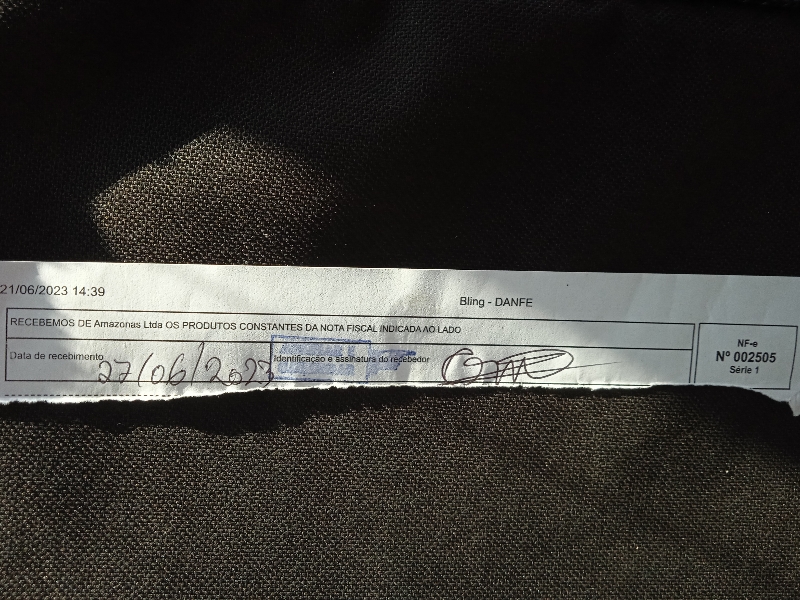 21/06/2023 14:39
Bling - DANFE
RECEBEMOS DE Amazonas Ltda OS PRODUTOS CONSTANTES DA NOTA FISCAL INDICADA AO LADO
NF-e
Nº 002505
Série 1
Data de recebimento
27/06/2023
Identificação e assinatura do recebedor